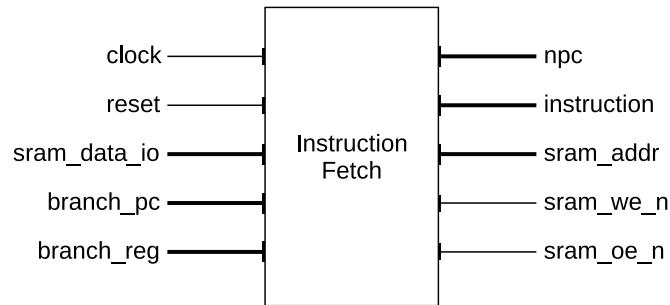 clock
reset
sram_data_io
branch_pc
branch_reg
Instruction
Fetch
npc
instruction
sram_addr
sram_we_n
sram_oe_n